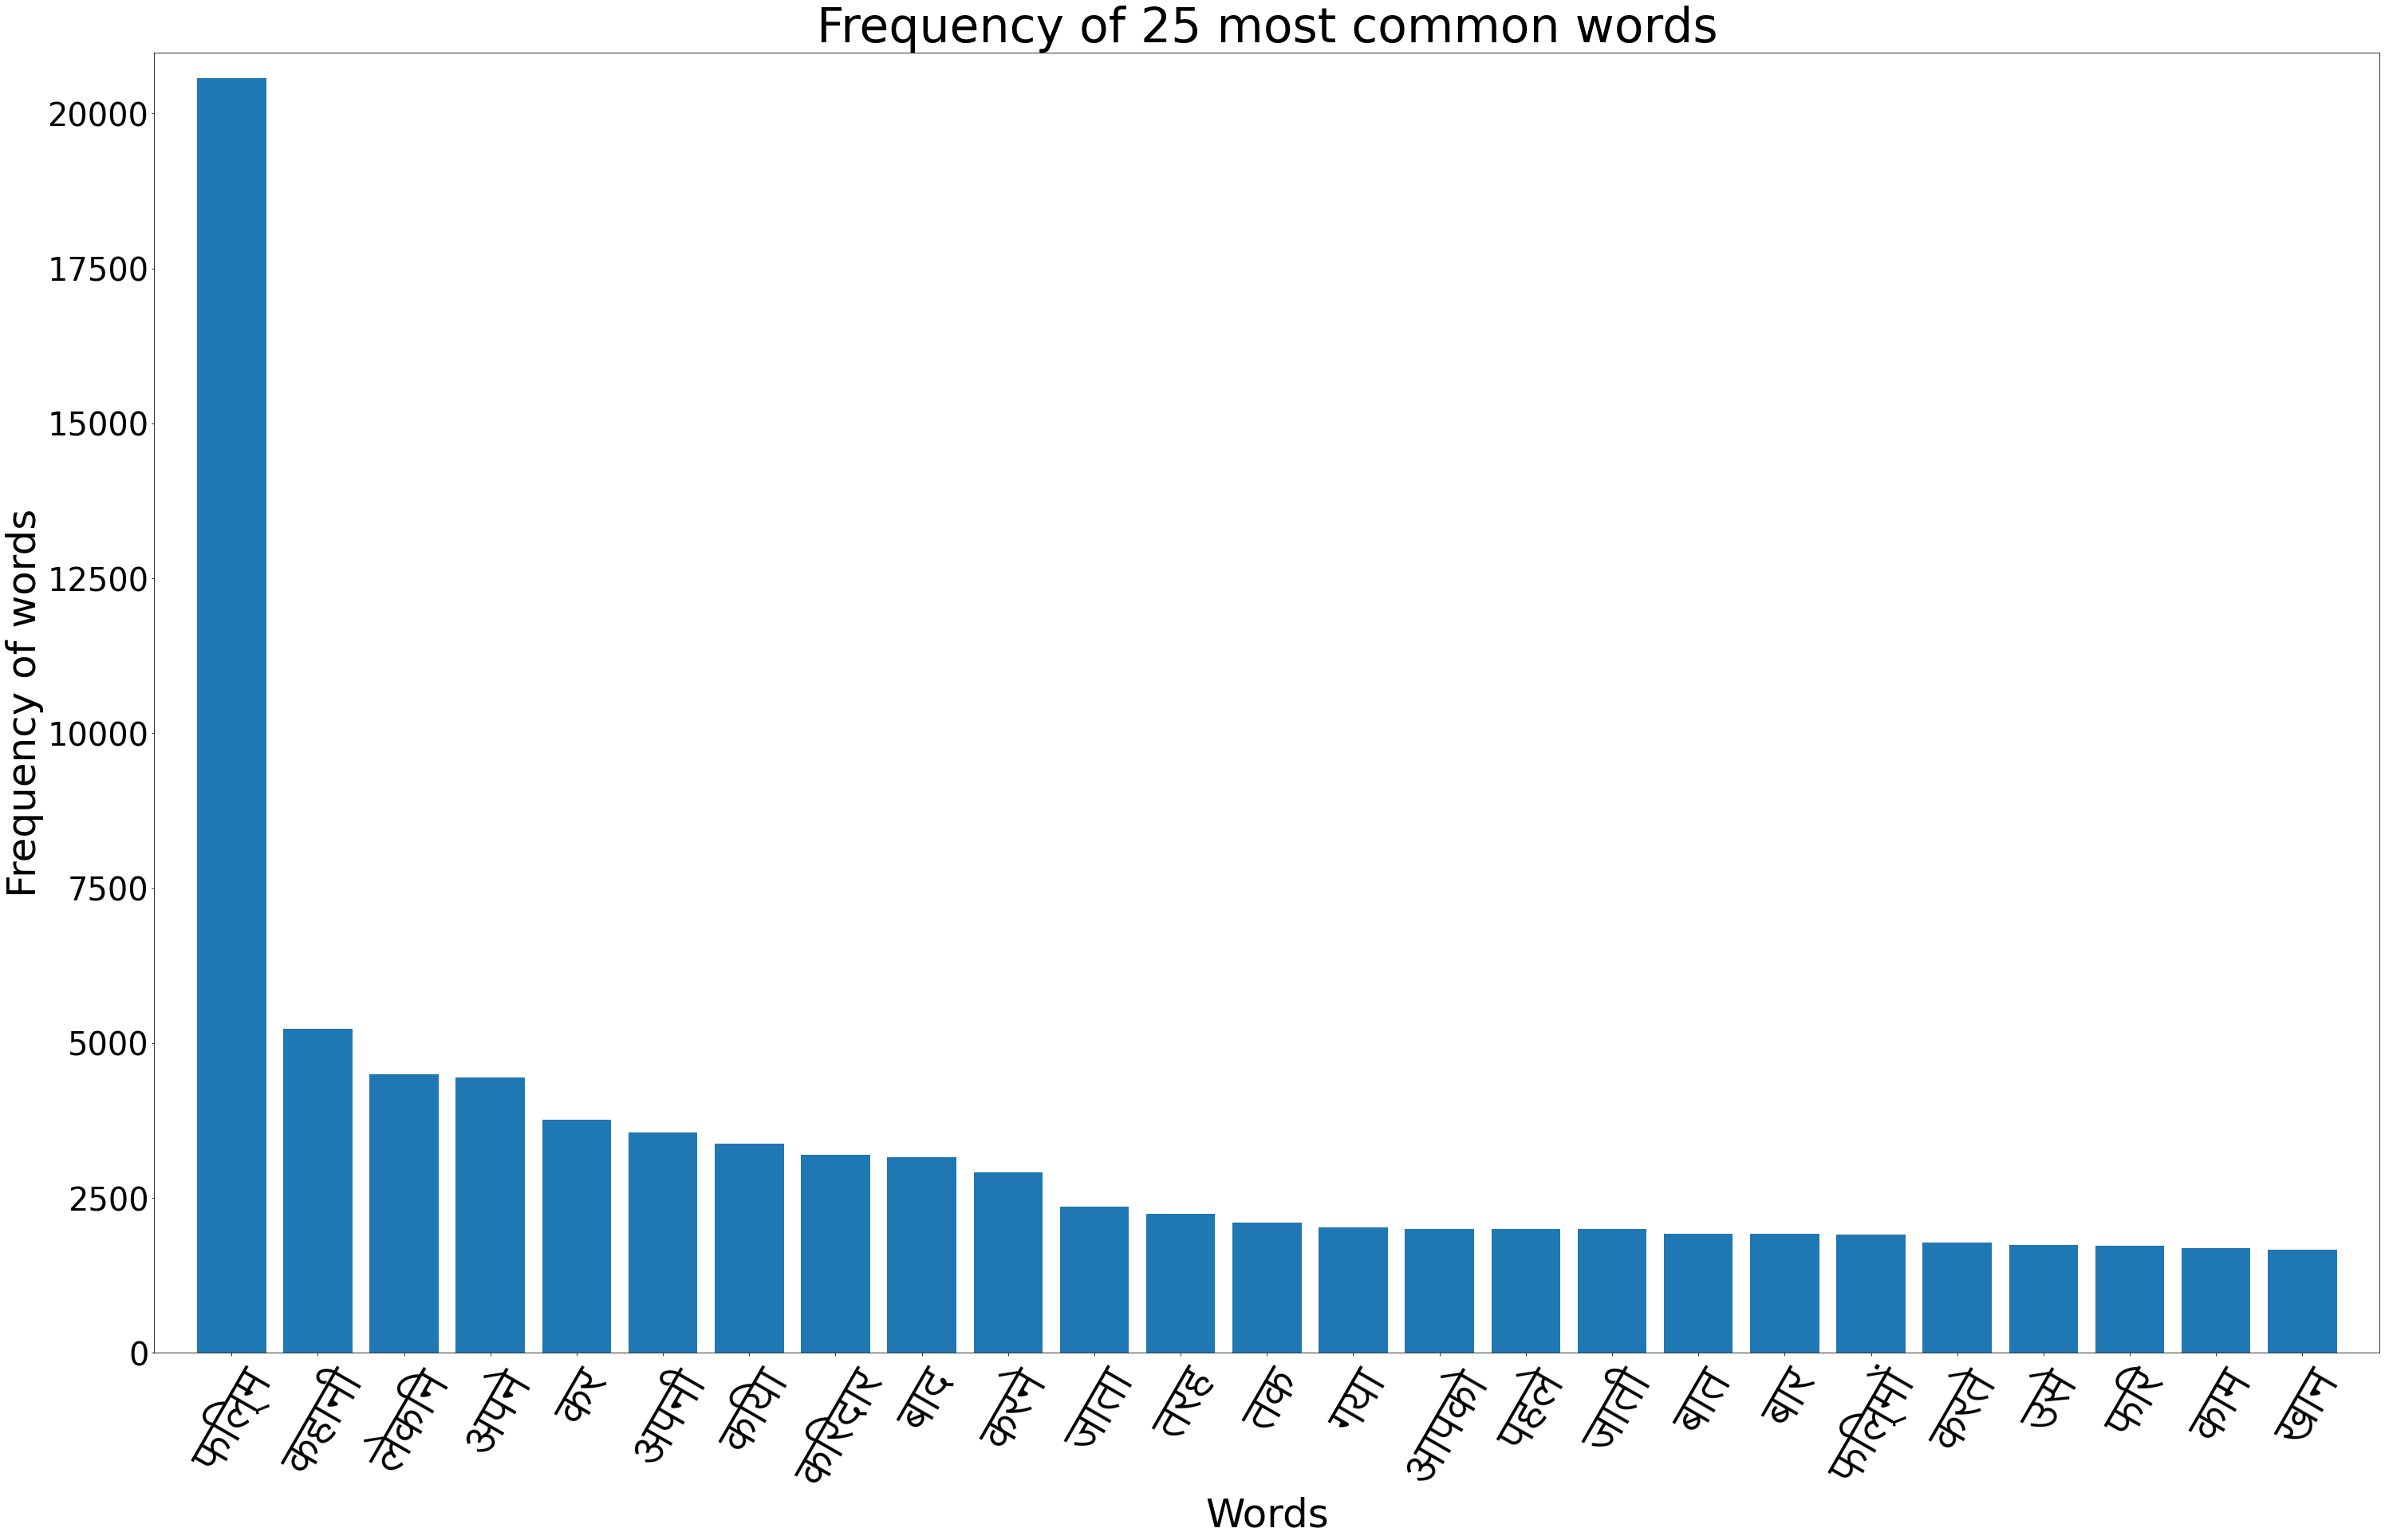 Frequency of 25 most common words
Frequency of words
20000
17500
15000
12500
10000
7500
5000
2500
0
फिल्म
कहानी
लेकिन
अपने
कर
अपनी
किया
किरदार
बाद
करने
जाता
तरह
तक
गया
आपको
पहले
जाती
बात
बार
फिल्मों
करते
उसे
फिर
काम
खान
Words